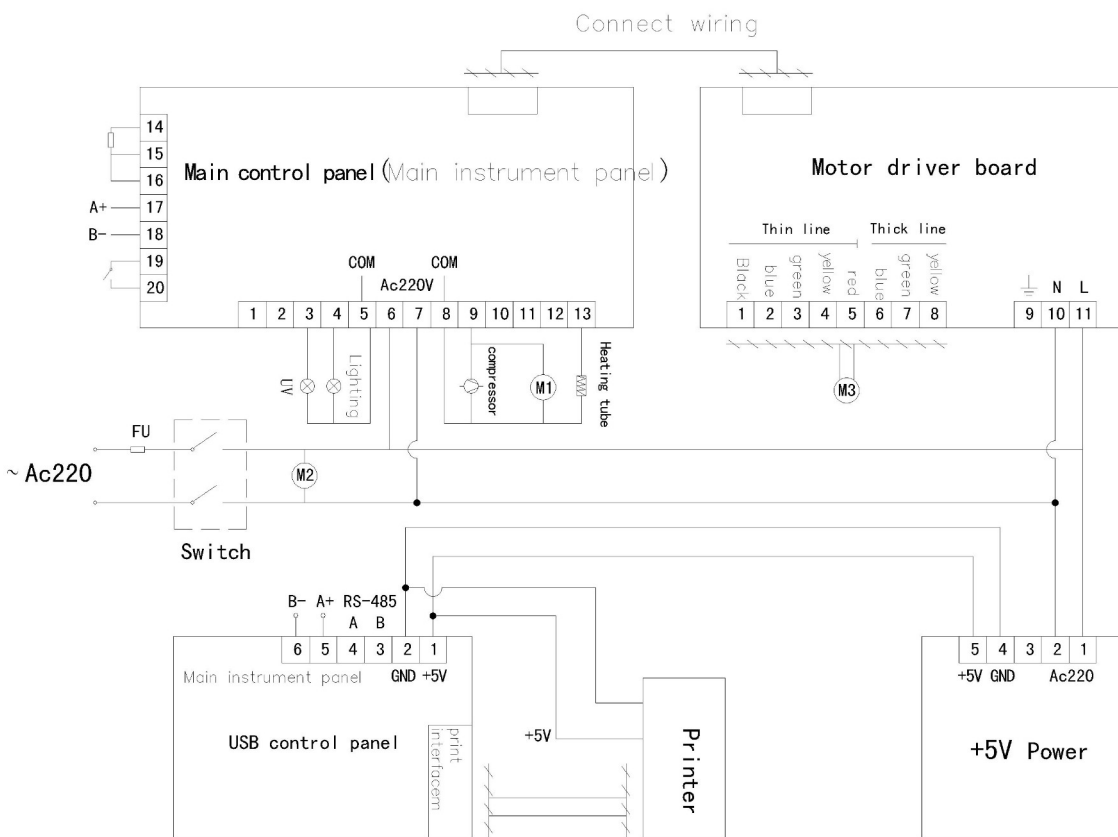 Connect wiring
14
15
16
A+ 17
B- 18
19
20
Main control panel(Main instrument panel)
COM COM
Ac220V
1 2 3 4 5 6 7 8 9 10 11 12 13
UV
Lighting
compressor
M1
Heating tube
Motor driver board
Thin line Thick line
Black blue green yellow red blue green yellow
1 2 3 4 5 6 7 8
N L
9 10 11
M3
FU
~Ac220
M2
Switch
B- A+ RS-485
A B
6 5 4 3 2 1
Main instrument panel GND +5V
USB control panel
print
interfacem
+5V
Printer
5 4 3 2 1
+5V GND Ac220
+5V Power